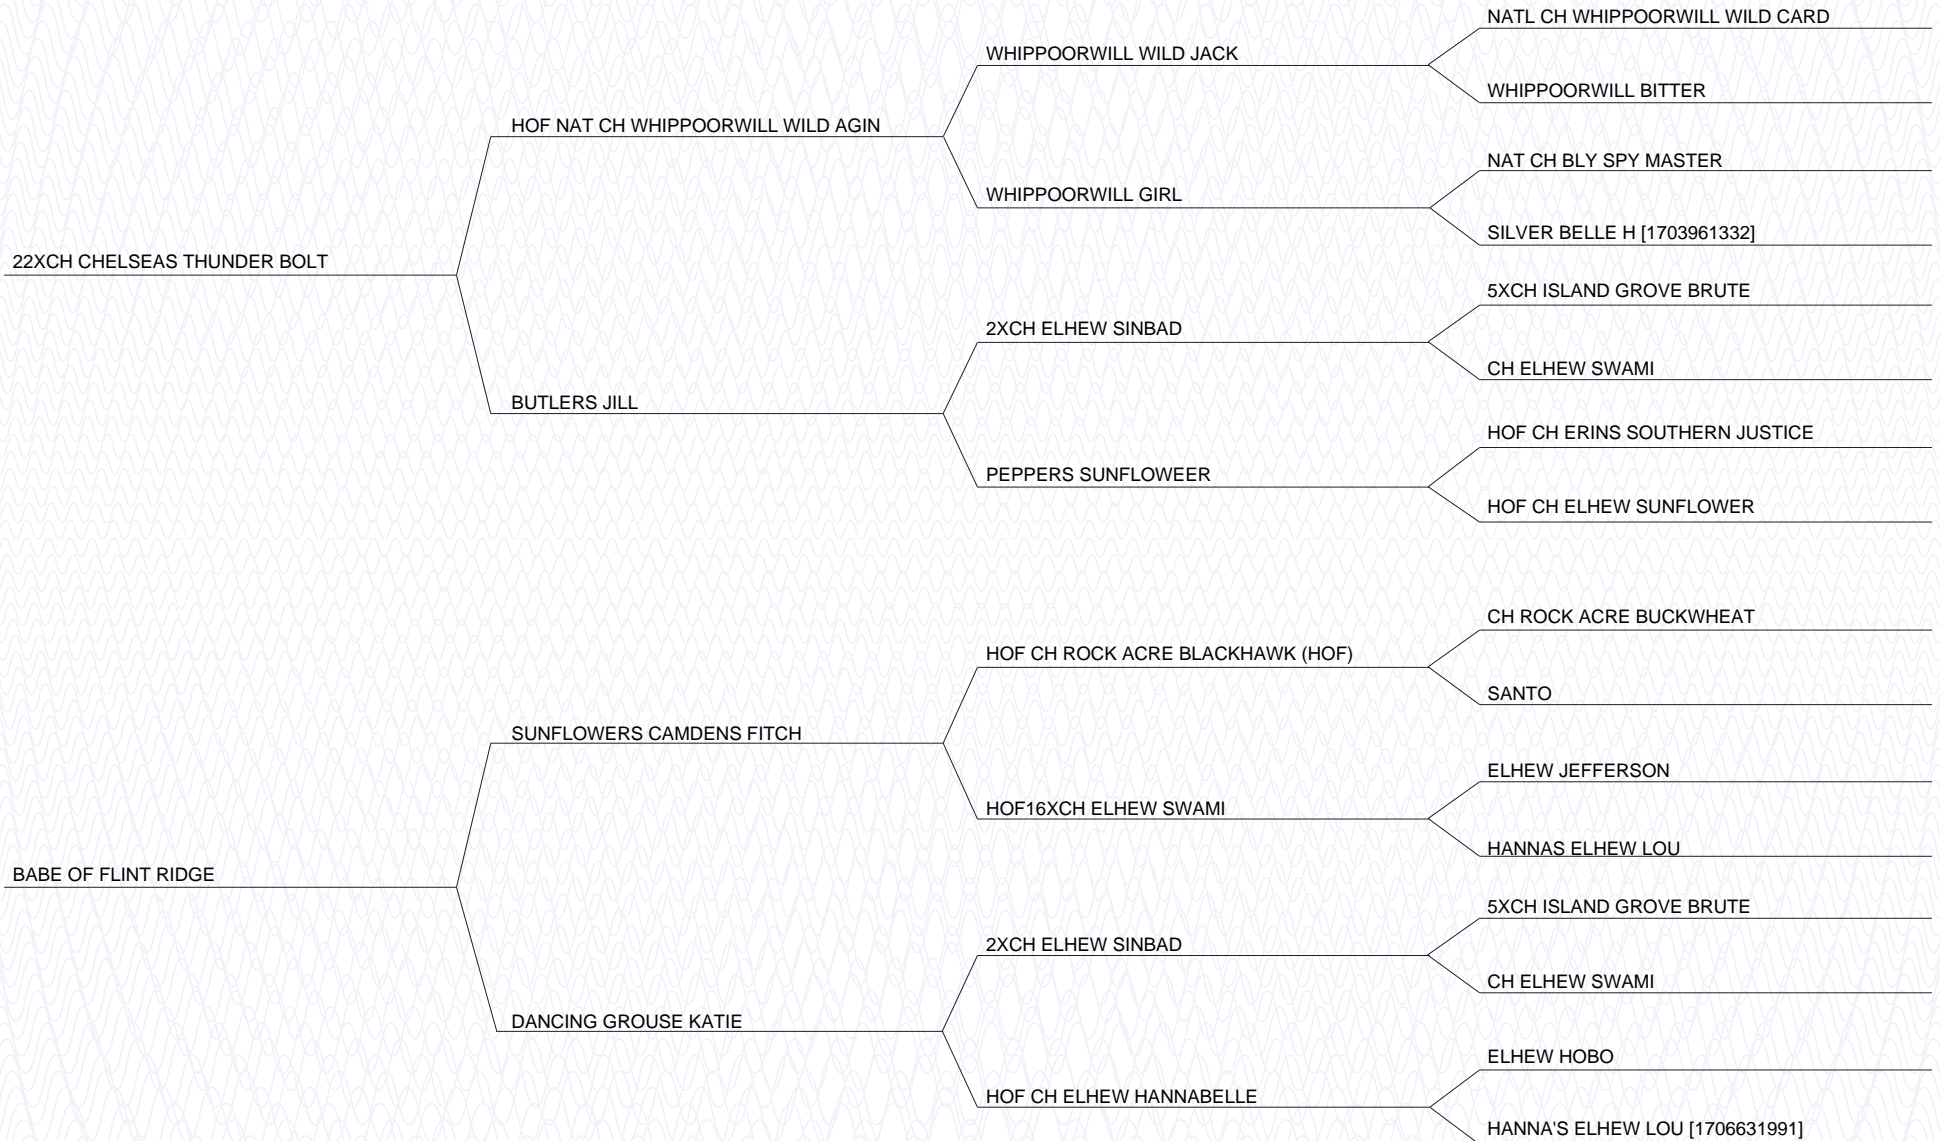 NATL CH WHIPPOORWILL WILD CARD
WHIPPOORWILL WILD JACK
WHIPPOORWILL BITTER
HOF NAT CH WHIPPOORWILL WILD AGIN
NAT CH BLY SPY MASTER
WHIPPOORWILL GIRL
SILVER BELLE H [1703961332]
22XCH CHELSEAS THUNDER BOLT
5XCH ISLAND GROVE BRUTE
2XCH ELHEW SINBAD
CH ELHEW SWAMI
BUTLERS JILL
HOF CH ERINS SOUTHERN JUSTICE
PEPPERS SUNFLOWEER
HOF CH ELHEW SUNFLOWER
CH ROCK ACRE BUCKWHEAT
HOF CH ROCK ACRE BLACKHAWK (HOF)
SANTO
SUNFLOWERS CAMDENS FITCH
ELHEW JEFFERSON
HOF16XCH ELHEW SWAMI
HANNAS ELHEW LOU
BABE OF FLINT RIDGE
5XCH ISLAND GROVE BRUTE
2XCH ELHEW SINBAD
CH ELHEW SWAMI
DANCING GROUSE KATIE
ELHEW HOBO
HOF CH ELHEW HANNABELLE
HANNA'S ELHEW LOU [1706631991]